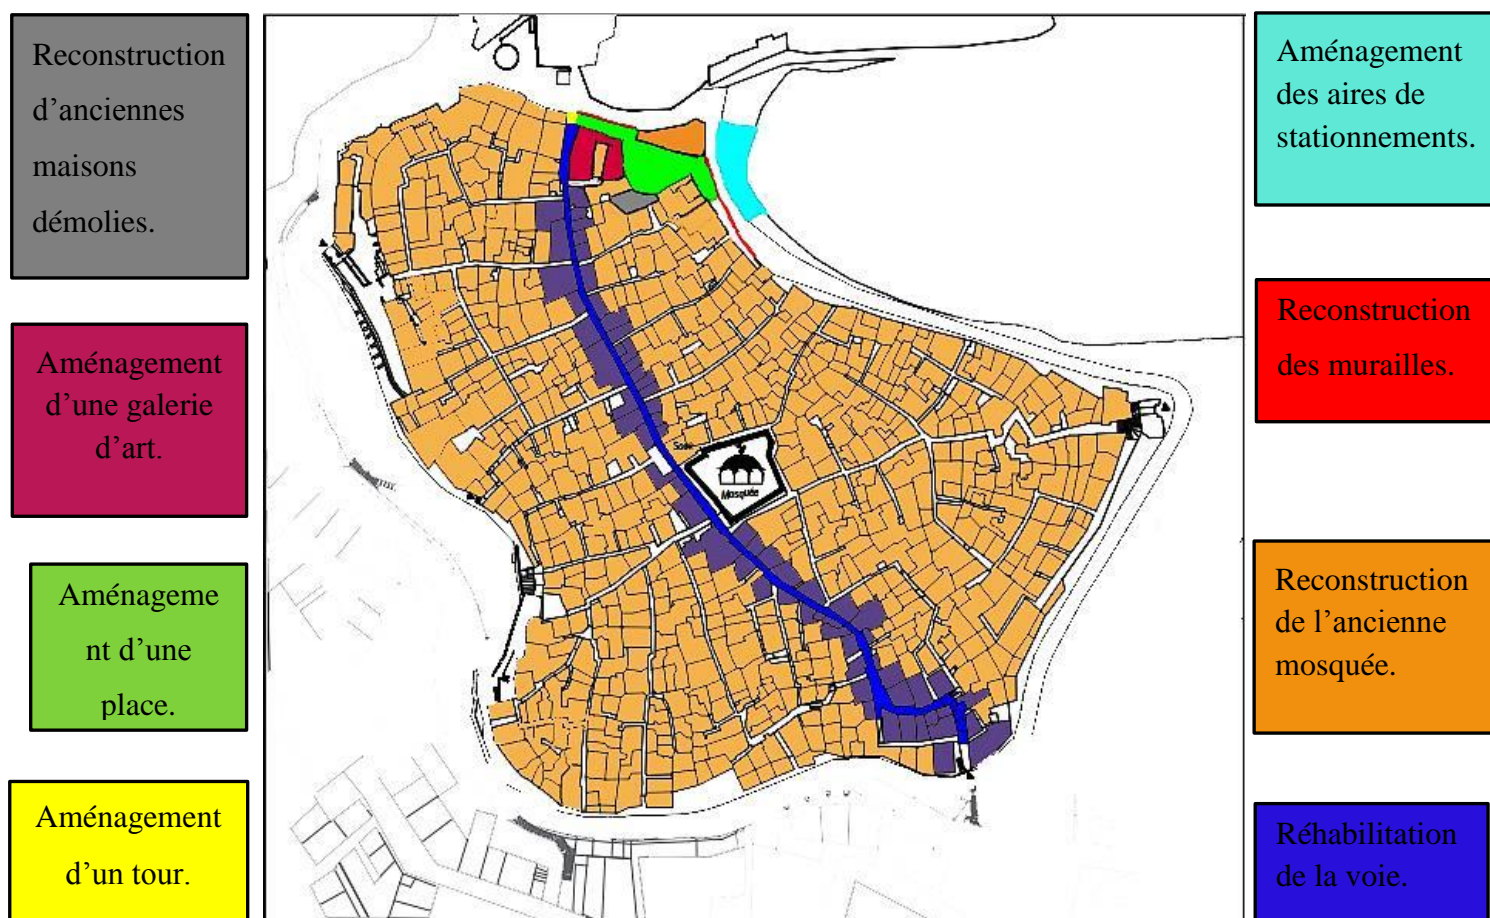 Reconstruction
d’anciennes
maisons
démolies.
Aménagement
d’une galerie
d’art.
Aménageme
nt d’une
place.
Aménagement
d’un tour.
Mosquée
Aménagement
des aires de
stationnements.
Reconstruction
des murailles.
Reconstruction
de l’ancienne
mosquée.
Réhabilitation
de la voie.